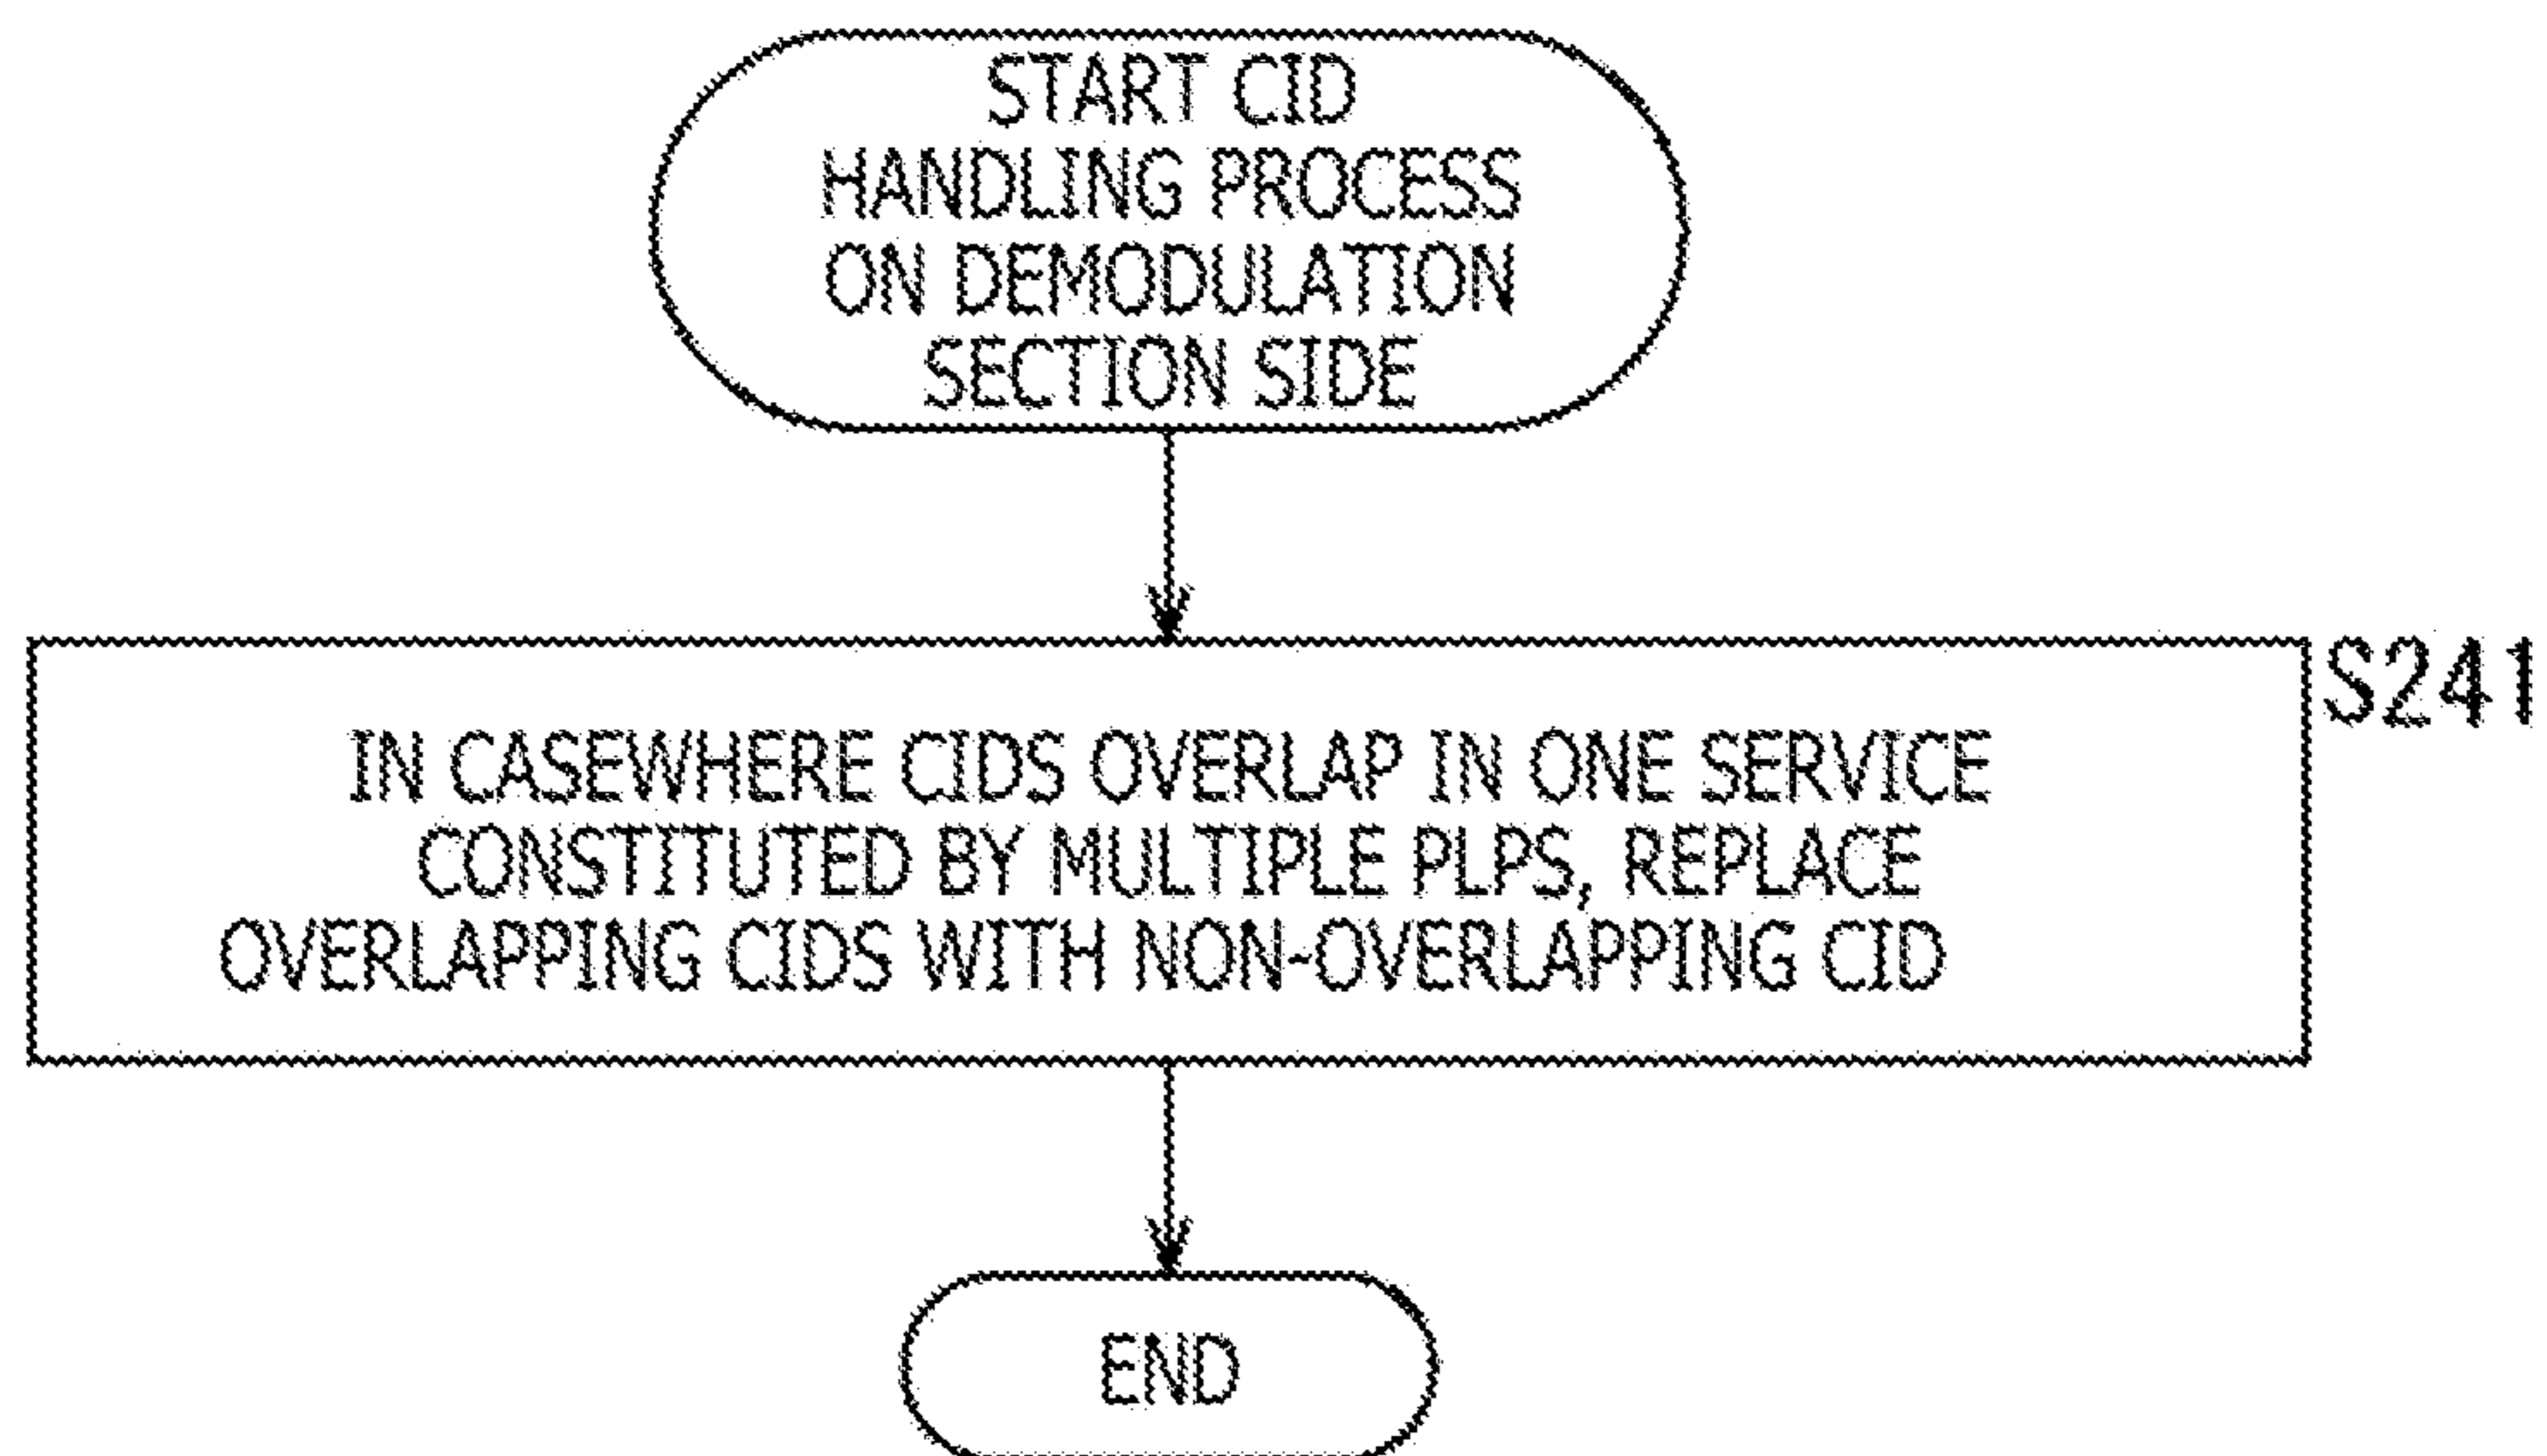 START CID
HANDLING PROCESS
ON DEMODULATION
SECTION SIDE
S241
IN CASEWHERE CIDS OVERLAP IN ONE SERVICE
CONSTITUTED BY MULTIPLE PLPS, REPLACE
OVERLAPPING CIDS WITH NON-OVERLAPPING CID
END